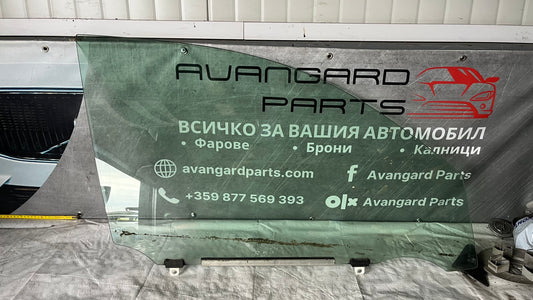 AVANGARD
PARTS
ВСИЧКО ЗА ВАШИЯ АВТОМОБИЛ
• Фарове • Брони • Калници
avangardparts.com f Avangard Parts
+359 877 569 393 olx Avangard Parts